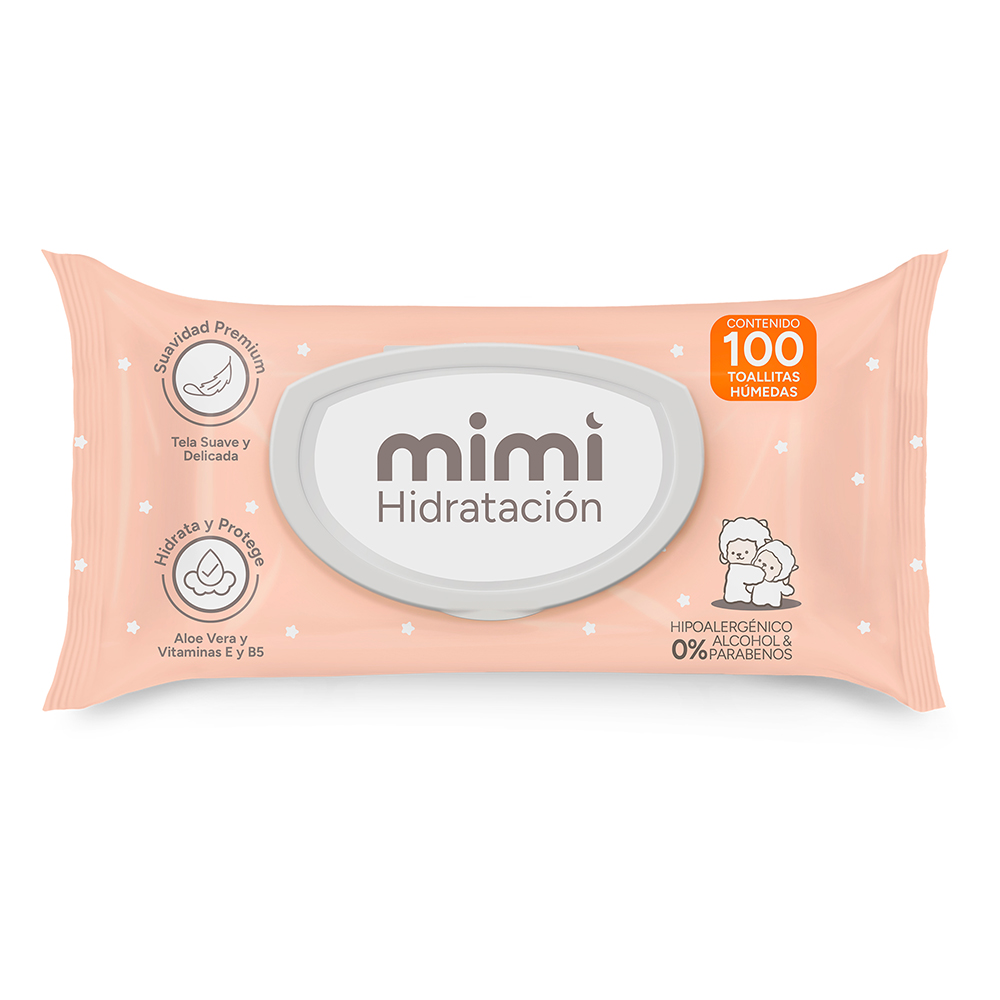 Suavidad Premium
Tela Suave y
Delicada
Hidrata y Protege
Aloe Vera y
Vitaminas E y B5
mimi
Hidratación
CONTENIDO
100
TOALLITAS
HÚMEDAS
HIPOALERGÉNICO
0% ALCOHOL &
PARABENOS